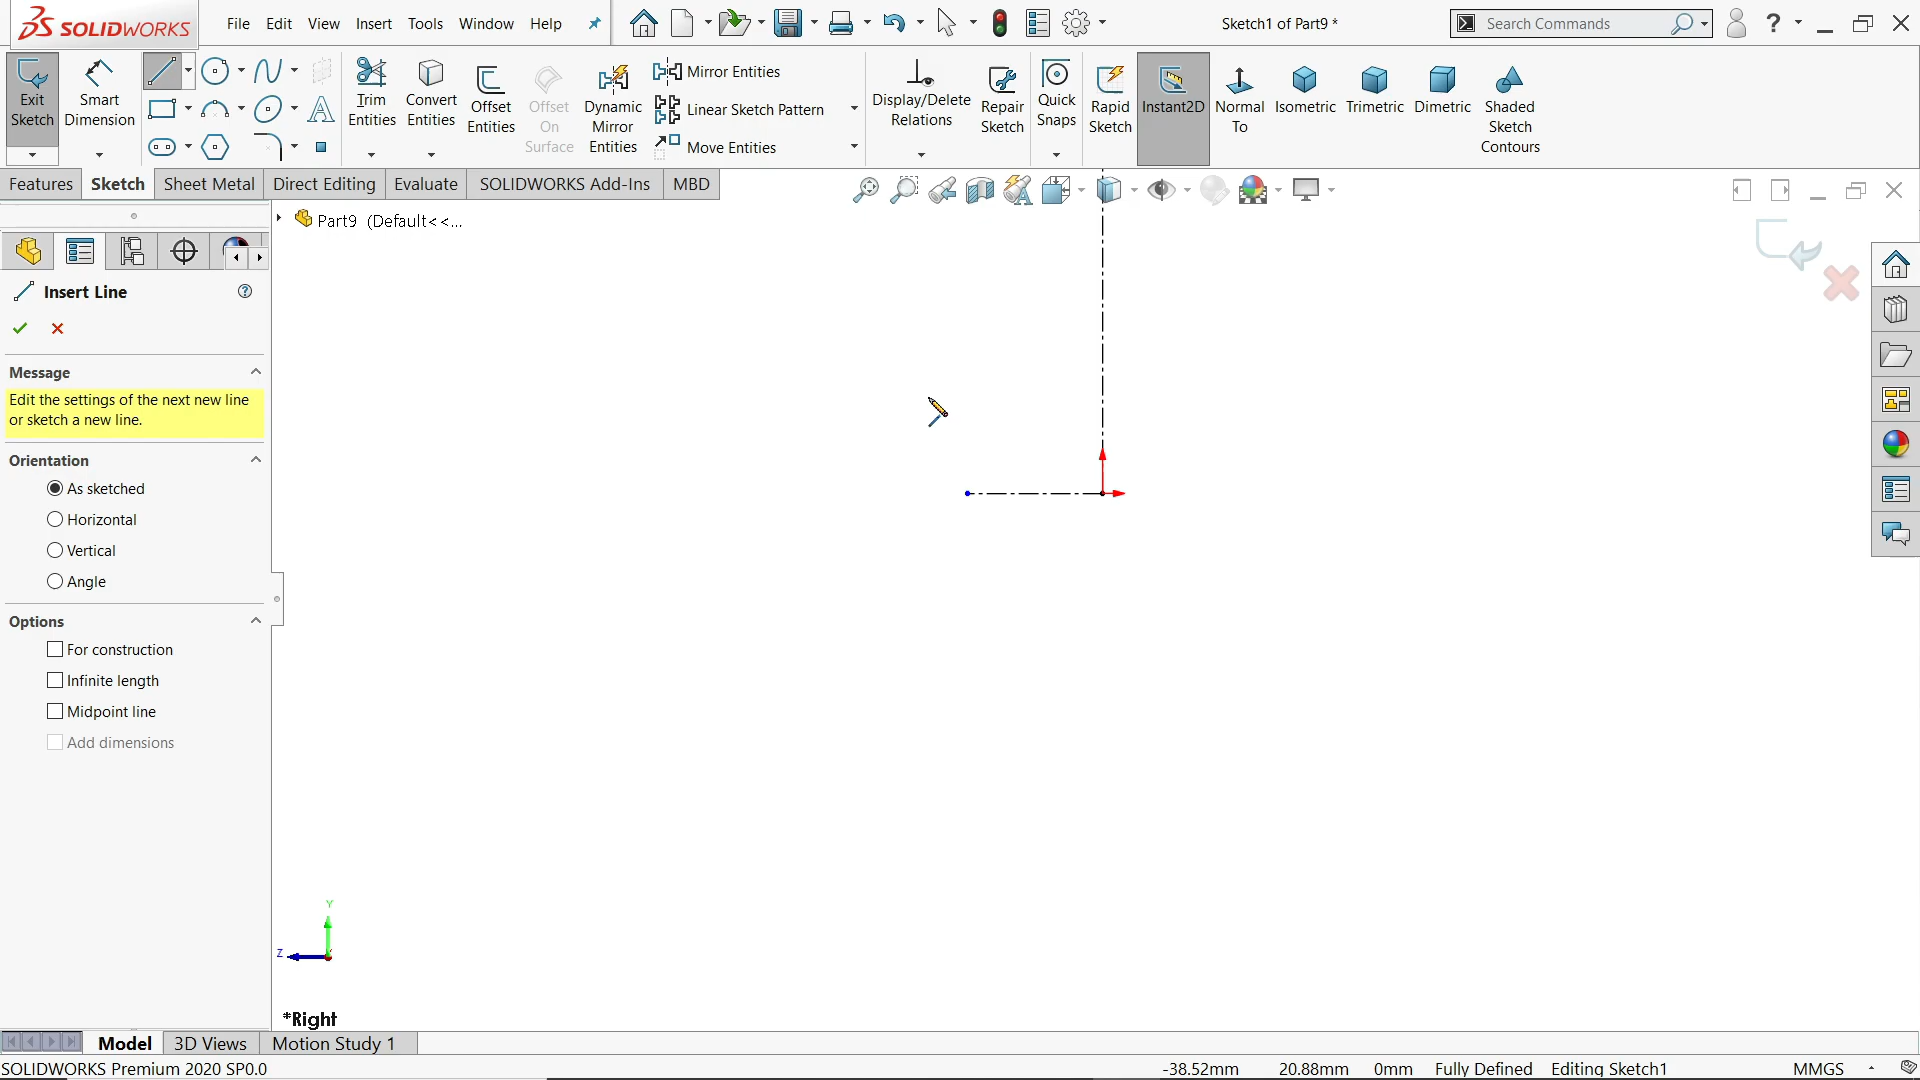 SOLIDWORKS
File Edit View Insert Tools Window Help
Sketch1 of Part9 *
Search Commands
?
Exit Sketch
Smart Dimension
Trim Entities
Convert Entities
Offset Entities
Offset On Surface
Dynamic Mirror Entities
Mirror Entities
Linear Sketch Pattern
Move Entities
Display/Delete Relations
Repair Sketch
Quick Snaps
Rapid Sketch
Instant2D
Normal To
Isometric
Trimetric
Dimetric
Shaded Sketch Contours
Features Sketch Sheet Metal Direct Editing Evaluate SOLIDWORKS Add-Ins MBD
Part9 (Default<<...
Insert Line
?
Message
Edit the settings of the next new line
or sketch a new line.
Orientation
As sketched
Horizontal
Vertical
Angle
Options
For construction
Infinite length
Midpoint line
Add dimensions
Y
Z
*Right
Model 3D Views Motion Study 1
SOLIDWORKS Premium 2020 SP0.0
-38.52mm 20.88mm 0mm Fully Defined Editing Sketch1 MMGS